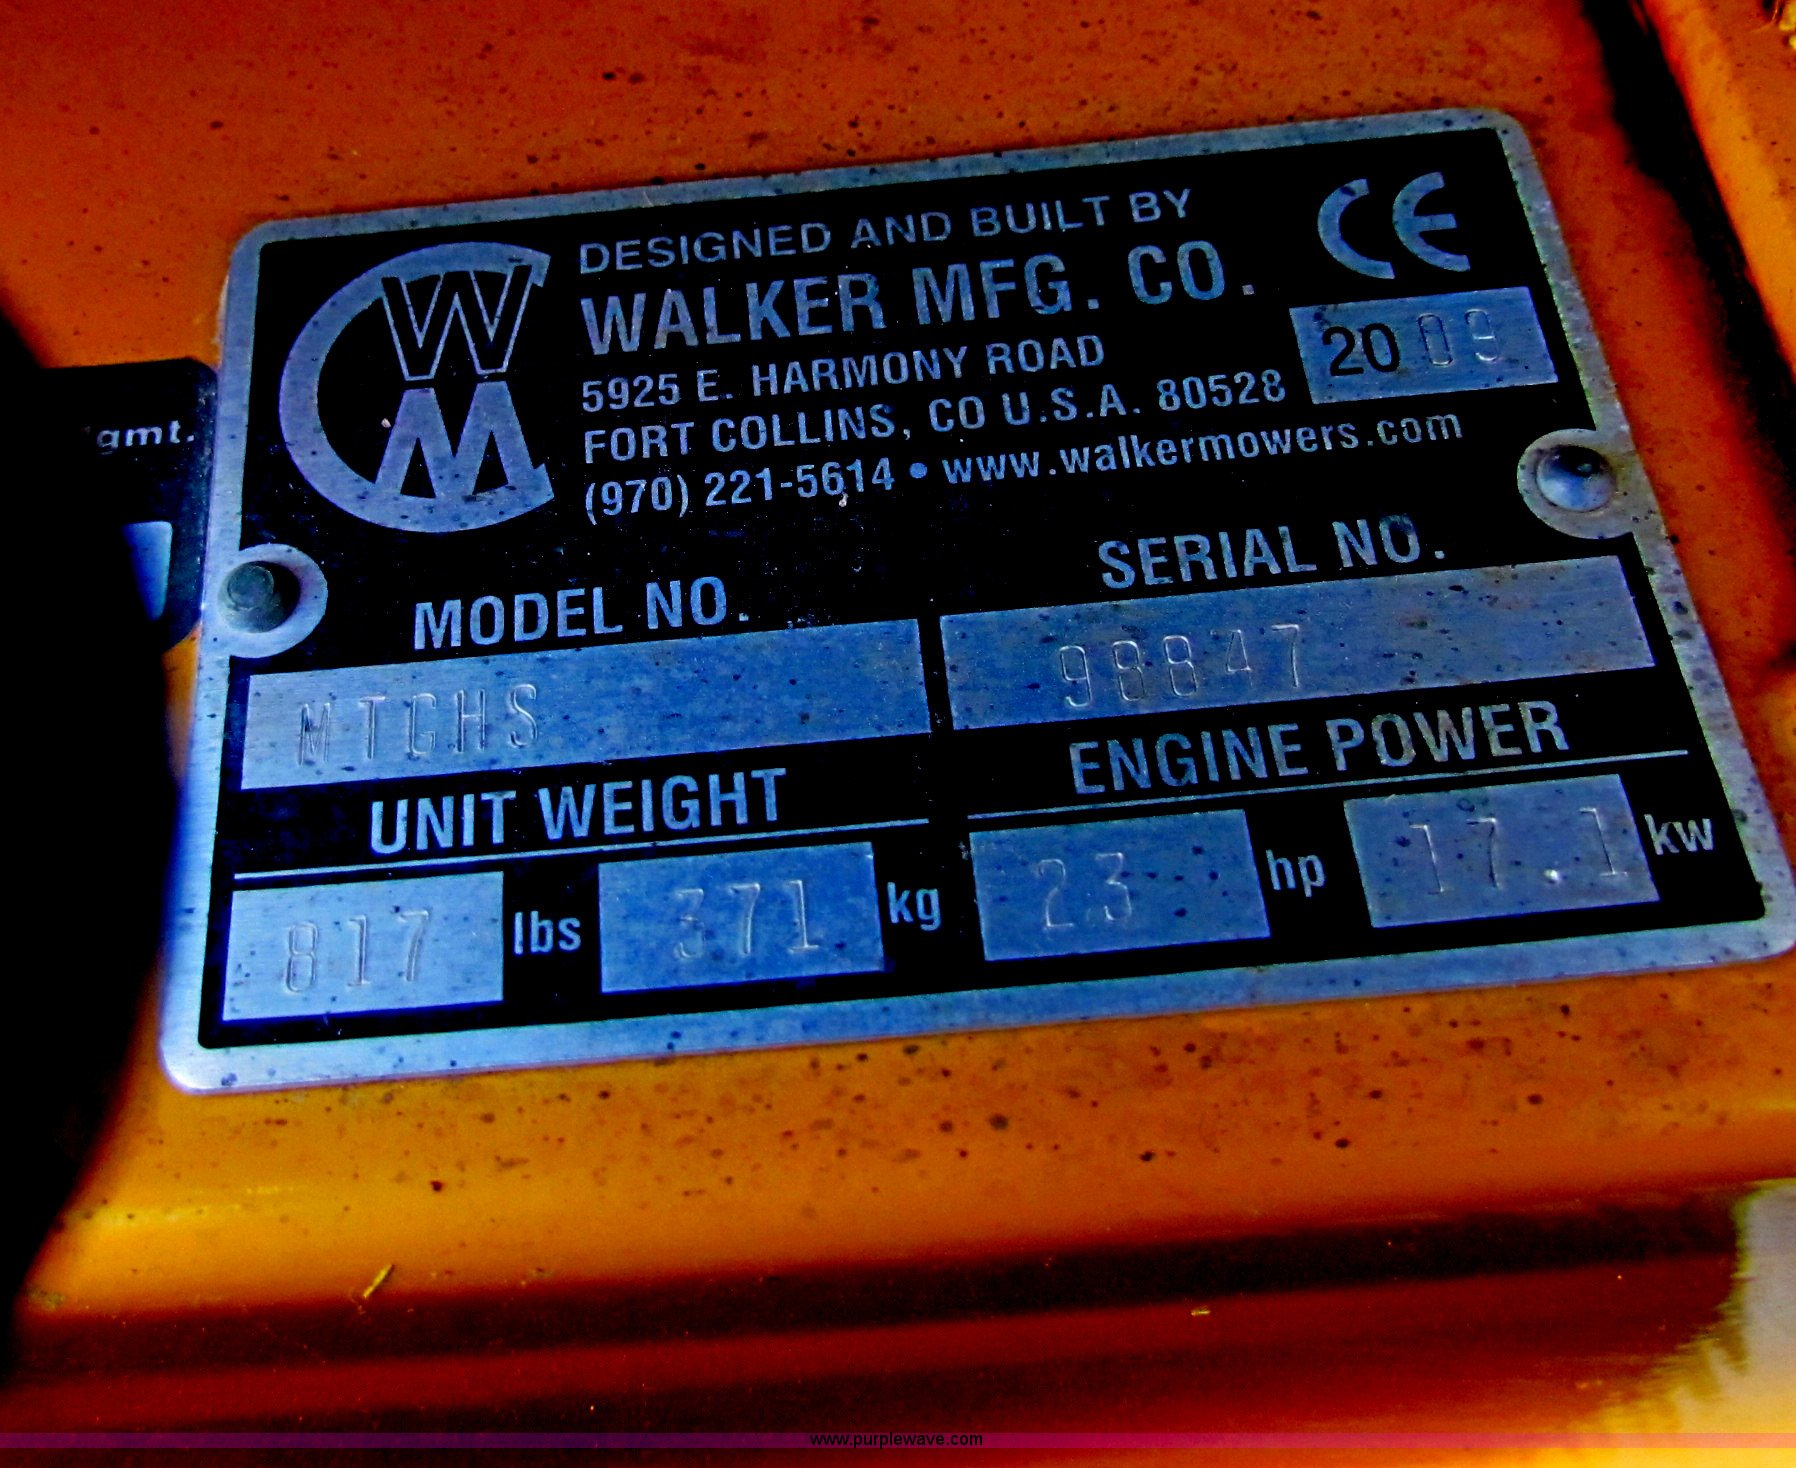 DESIGNED AND BUILT BY
WALKER MFG. CO.
5925 E. HARMONY ROAD
FORT COLLINS, CO U.S.A. 80528
(970) 221-5614 • www.walkermowers.com
CE
2009
WM
gmt.
MODEL NO.
MTGHS
SERIAL NO.
98847
UNIT WEIGHT
817 lbs 371 kg
ENGINE POWER
23 hp 17.1 kw
www.purplewave.com